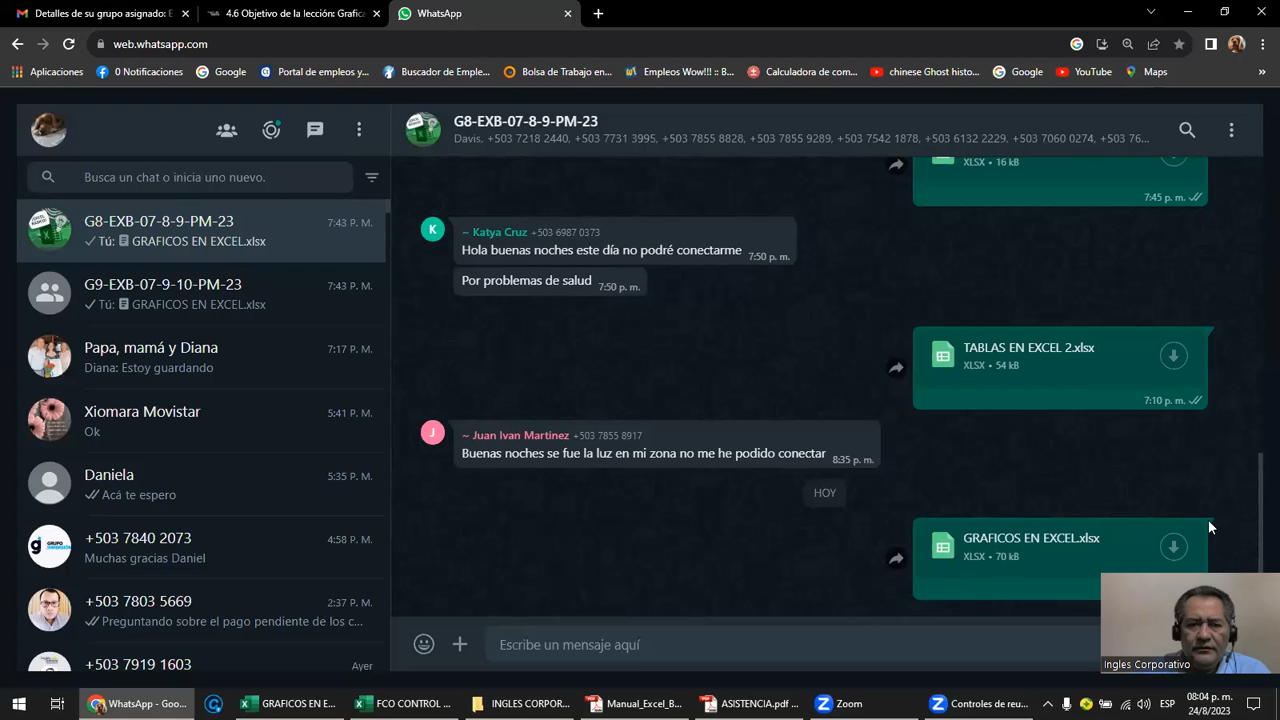 Detalles de su grupo asignado: E
4.6 Objetivo de la lección: Grafica
WhatsApp
web.whatsapp.com
Aplicaciones
0 Notificaciones
Google
Portal de empleos y...
Buscador de Emple...
Bolsa de Trabajo en...
Empleos Wow!!! :: B...
Calculadora de com...
chinese Ghost histo...
Google
YouTube
Maps
»
Busca un chat o inicia uno nuevo.
G8-EXB-07-8-9-PM-23
7:43 P. M.
Tú: GRAFICOS EN EXCEL.xlsx
G9-EXB-07-9-10-PM-23
7:43 P. M.
Tú: GRAFICOS EN EXCEL.xlsx
Papa, mamá y Diana
7:17 P. M.
Diana: Estoy guardando
Xiomara Movistar
5:41 P. M.
Ok
Daniela
5:35 P. M.
Acá te espero
+503 7840 2073
4:58 P. M.
Muchas gracias Daniel
+503 7803 5669
2:37 P. M.
Preguntando sobre el pago pendiente de los c...
+503 7919 1603
Ayer
G8-EXB-07-8-9-PM-23
Davis, +503 7218 2440, +503 7731 3995, +503 7855 8828, +503 7855 9289, +503 7542 1878, +503 6132 2229, +503 7060 0274, +503 76...
XLSX • 16 kB
7:45 p. m.
K
~ Katya Cruz +503 6987 0373
Hola buenas noches este día no podré conectarme
7:50 p. m.
Por problemas de salud
7:50 p. m.
TABLAS EN EXCEL 2.xlsx
XLSX • 54 kB
7:10 p. m.
J
~ Juan Ivan Martinez +503 7855 8917
Buenas noches se fue la luz en mi zona no me he podido conectar
8:35 p. m.
HOY
GRAFICOS EN EXCEL.xlsx
XLSX • 70 kB
Escribe un mensaje aquí
Ingles Corporativo
WhatsApp - Goo...
GRAFICOS EN E...
FCO CONTROL ...
INGLES CORPOR...
Manual_Excel_B...
ASISTENCIA.pdf ...
Zoom
Controles de reu...
ESP
08:04 p. m.
24/8/2023